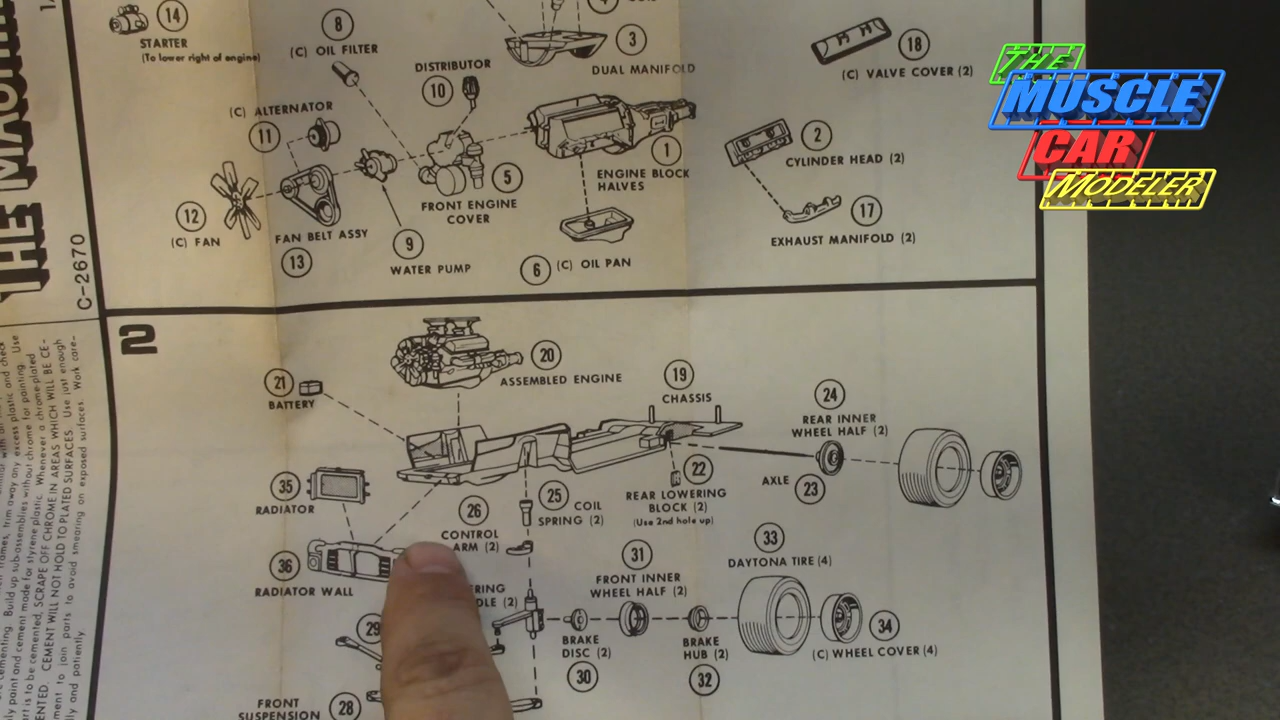 THE
MUSCLE
CAR
MODELER
C-2670
14
STARTER
(To lower right of engine)
8
(C) OIL FILTER
DISTRIBUTOR
10
3
DUAL MANIFOLD
18
(C) VALVE COVER (2)
(C) ALTERNATOR
11
5
FRONT ENGINE
COVER
1
ENGINE BLOCK
HALVES
2
CYLINDER HEAD (2)
17
EXHAUST MANIFOLD (2)
12
(C) FAN
FAN BELT ASSY
13
9
WATER PUMP
6
(C) OIL PAN
2
20
ASSEMBLED ENGINE
21
BATTERY
19
CHASSIS
24
REAR INNER
WHEEL HALF (2)
35
RADIATOR
26
CONTROL
ARM (2)
25
COIL
SPRING (2)
22
REAR LOWERING
BLOCK (2)
(Use 2nd hole up)
AXLE
23
36
RADIATOR WALL
31
FRONT INNER
WHEEL HALF (2)
33
DAYTONA TIRE (4)
29
BRAKE
DISC (2)
30
BRAKE
HUB (2)
32
34
(C) WHEEL COVER (4)
FRONT
SUSPENSION
28